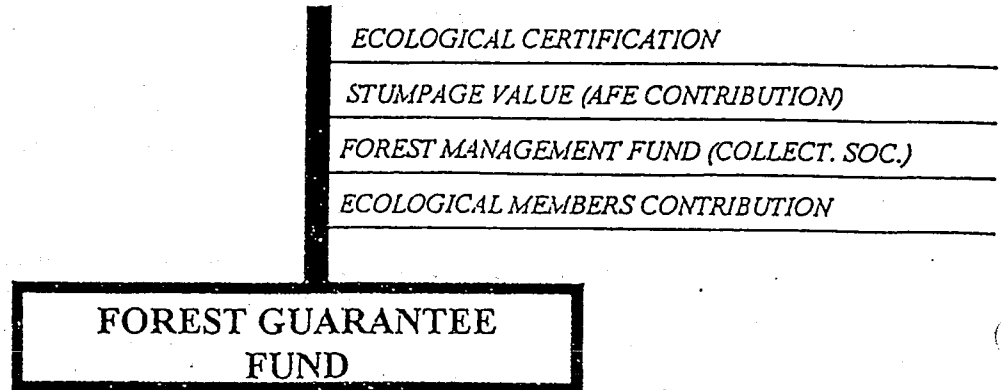 ECOLOGICAL CERTIFICATION
STUMPAGE VALUE (AFE CONTRIBUTION)
FOREST MANAGEMENT FUND (COLLECT. SOC.)
ECOLOGICAL MEMBERS CONTRIBUTION
FOREST GUARANTEE
FUND